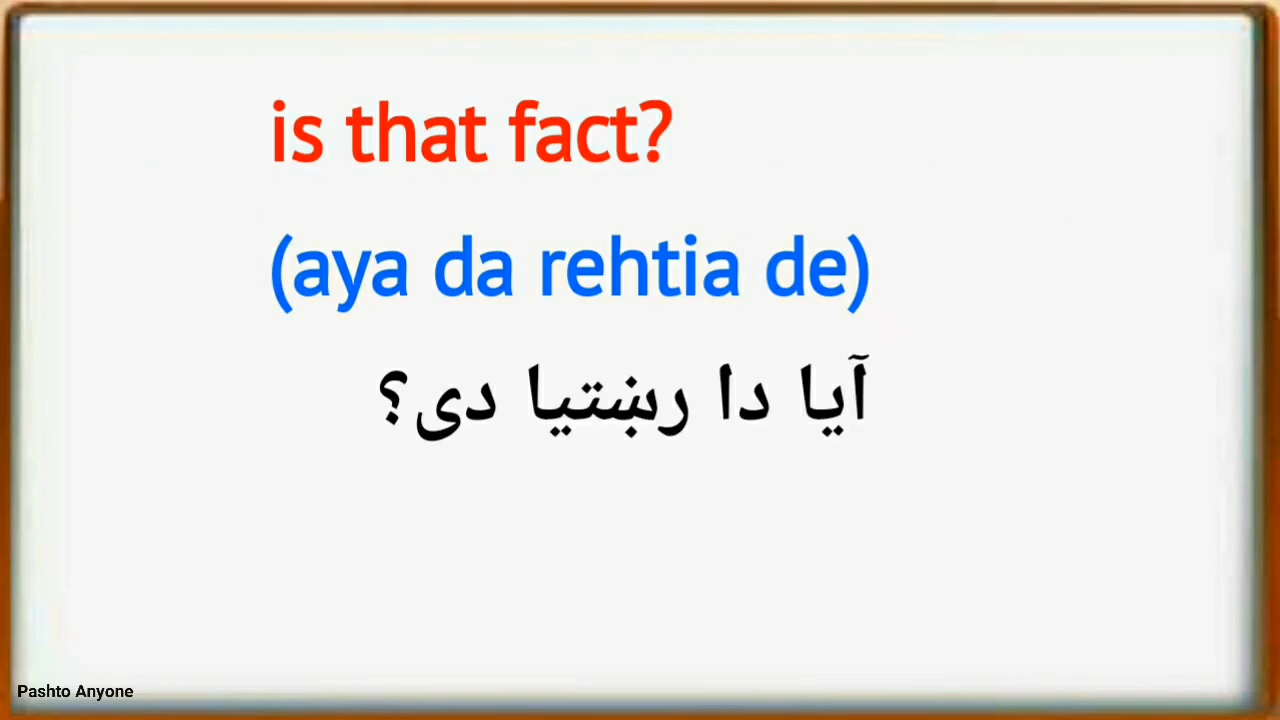 is that fact?
(aya da rehtia de)
آیا دا رښتیا دی؟
Pashto Anyone